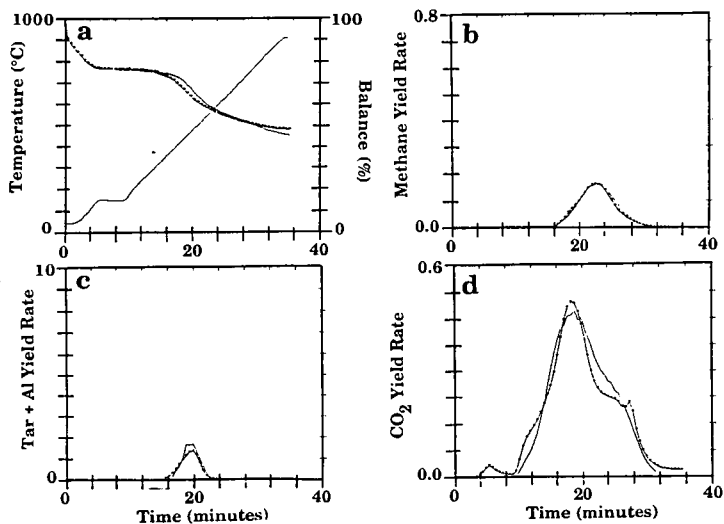 1000
a
100
Temperature (°C)
Balance (%)
0
0
0
20
40
0.8
b
Methane Yield Rate
0.0
0
20
40
10
c
Tar + Al Yield Rate
0
0
20
40
Time (minutes)
0.6
d
CO2 Yield Rate
0.0
0
20
40
Time (minutes)